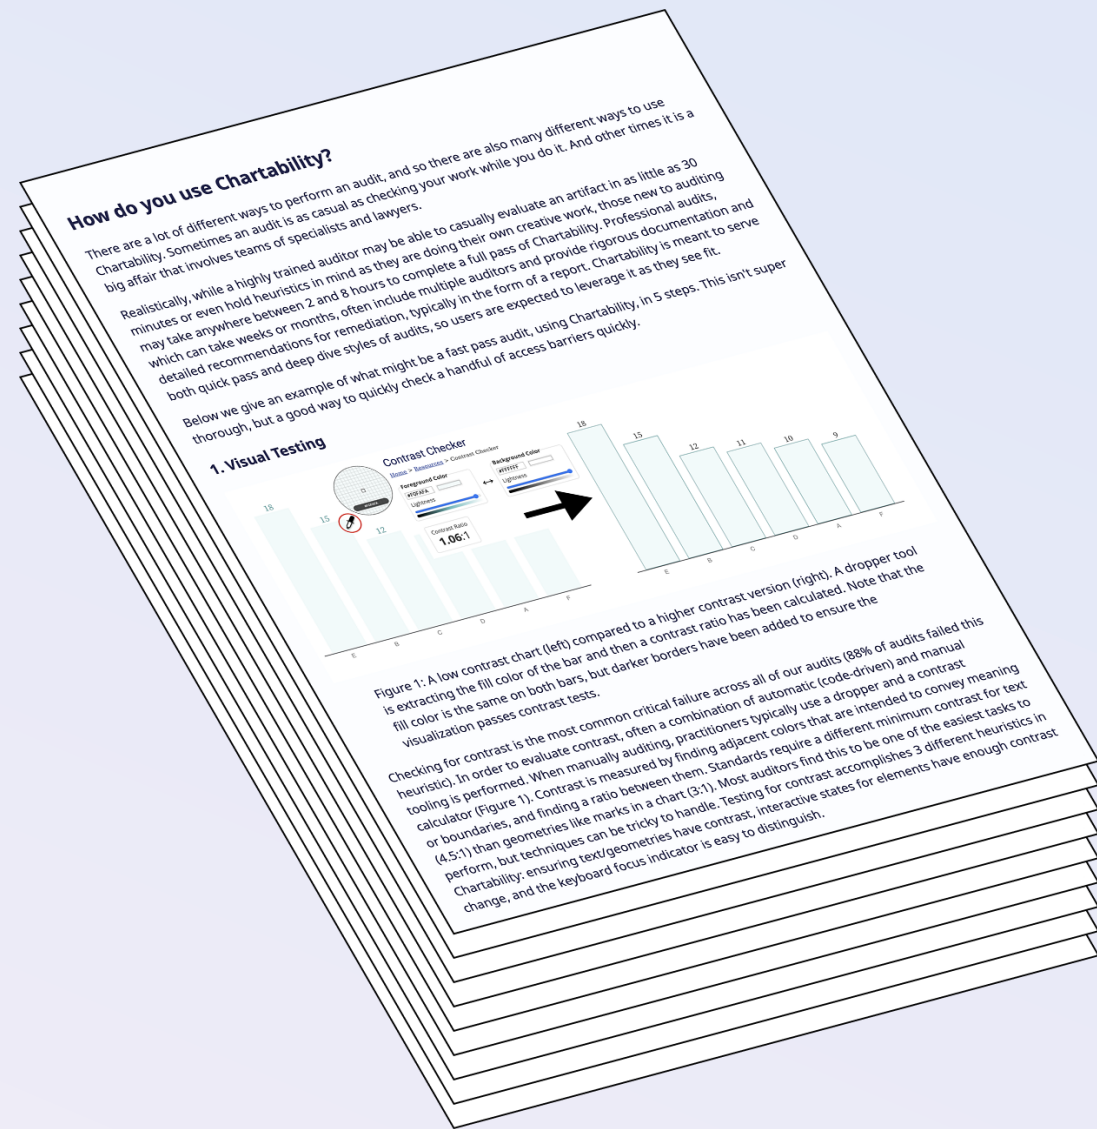 How do you use Chartability?
There are a lot of different ways to perform an audit, and so there are also many different ways to use
Chartability. Sometimes an audit is as casual as checking your work while you do it. And other times it is a
big affair that involves teams of specialists and lawyers.
Realistically, while a highly trained auditor may be able to casually evaluate an artifact in as little as 30
minutes or even hold heuristics in mind as they are doing their own creative work, those new to auditing
may take anywhere between 2 and 8 hours to complete a full pass of Chartability. Professional audits,
which can take weeks or months, often include multiple auditors and provide rigorous documentation and
detailed recommendations for remediation, typically in the form of a report. Chartability is meant to serve
both quick pass and deep dive styles of audits, so users are expected to leverage it as they see fit.
Below we give an example of what might be a fast pass audit, using Chartability, in 5 steps. This isn't super
thorough, but a good way to quickly check a handful of access barriers quickly.
1. Visual Testing
18
15
12
E
B
C
D
A
F
Contrast Checker
Home > Resources > Contrast Checker
Foreground Color
#F0FAFA
Lightness
Background Color
#FFFFFF
Lightness
Contrast Ratio
1.06:1
18
15
12
11
10
9
E
B
C
D
A
F
Figure 1: A low contrast chart (left) compared to a higher contrast version (right). A dropper tool
is extracting the fill color of the bar and then a contrast ratio has been calculated. Note that the
fill color is the same on both bars, but darker borders have been added to ensure the
visualization passes contrast tests.
Checking for contrast is the most common critical failure across all of our audits (88% of audits failed this
heuristic). In order to evaluate contrast, often a combination of automatic (code-driven) and manual
tooling is performed. When manually auditing, practitioners typically use a dropper and a contrast
calculator (Figure 1). Contrast is measured by finding adjacent colors that are intended to convey meaning
or boundaries, and finding a ratio between them. Standards require a different minimum contrast for text
(4.5:1) than geometries like marks in a chart (3:1). Most auditors find this to be one of the easiest tasks to
perform, but techniques can be tricky to handle. Testing for contrast accomplishes 3 different heuristics in
Chartability: ensuring text/geometries have contrast, interactive states for elements have enough contrast
change, and the keyboard focus indicator is easy to distinguish.